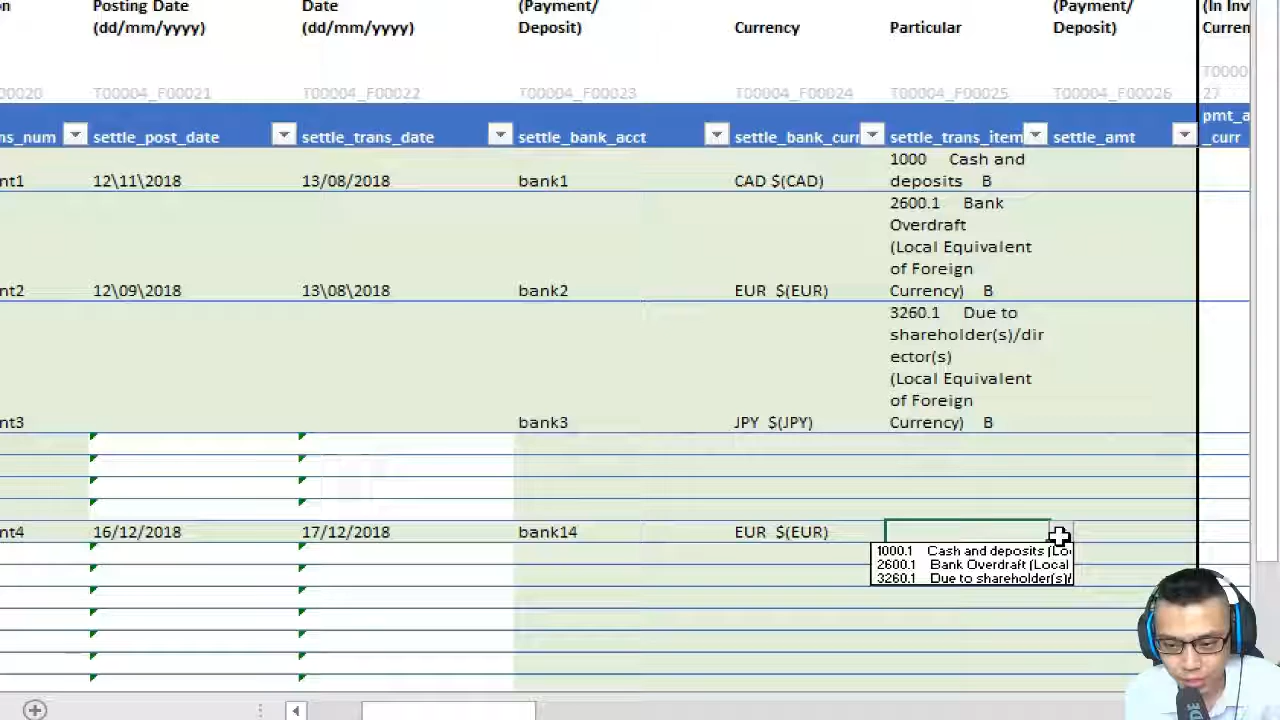 on Posting Date Date (Payment/ (Payment/ (In Inv
(dd/mm/yyyy) (dd/mm/yyyy) Deposit) Currency Particular Deposit) Curren
T0000
00020 T00004_F00021 T00004_F00022 T00004_F00023 T00004_F00024 T00004_F00025 T00004_F00026 27
pmt_a
ns_num settle_post_date settle_trans_date settle_bank_acct settle_bank_curr settle_trans_item settle_amt _curr
1000 Cash and
nt1 12\11\2018 13/08/2018 bank1 CAD $(CAD) deposits B
2600.1 Bank
Overdraft
(Local Equivalent
of Foreign
nt2 12\09\2018 13\08\2018 bank2 EUR $(EUR) Currency) B
3260.1 Due to
shareholder(s)/dir
ector(s)
(Local Equivalent
of Foreign
nt3 bank3 JPY $(JPY) Currency) B
nt4 16/12/2018 17/12/2018 bank14 EUR $(EUR)
1000.1 Cash and deposits (Lo
2600.1 Bank Overdraft (Local
3260.1 Due to shareholder(s)/